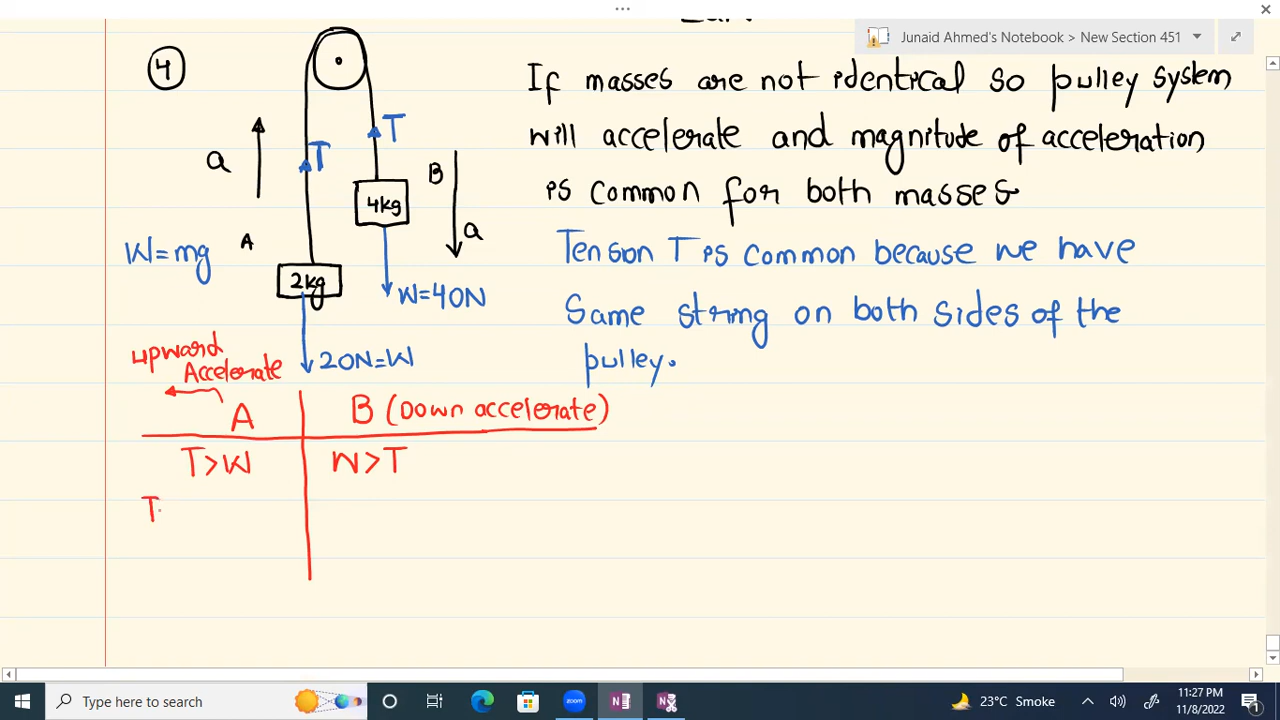 Junaid Ahmed's Notebook > New Section 451
4
If masses are not identical so pulley system
will accelerate and magnitude of acceleration
is common for both masses
T
T
a
B
4kg
a
W=mg
A
Tension T is common because we have
2kg
W=40N
Same string on both sides of the
20N=W
pulley.
upward
Accelerate
A
B (Down accelerate)
T>W
W>T
T
Type here to search
zoom
23°C Smoke
11:27 PM
11/8/2022
1